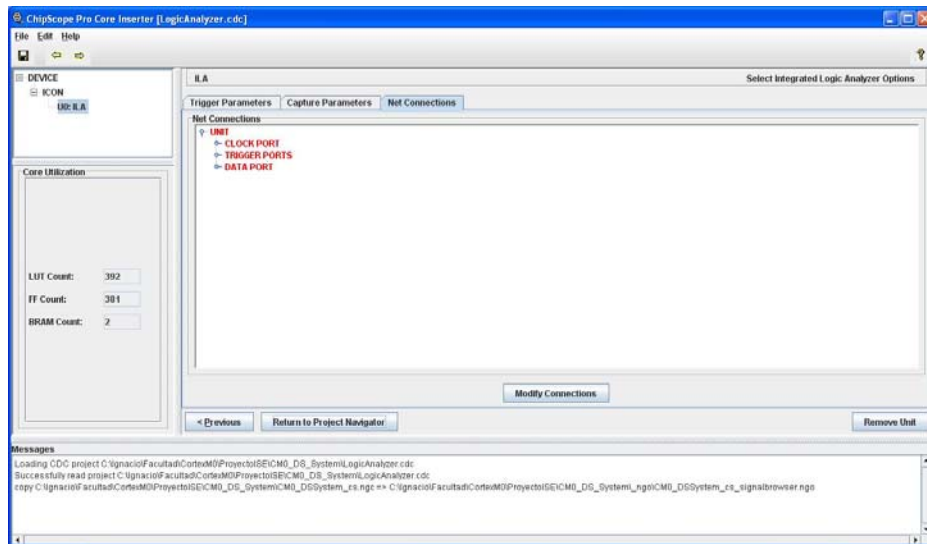 ChipScope Pro Core Inserter [LogicAnalyzer.cdc]
File Edit Help
DEVICE
ICON
U0: ILA
ILA
Select Integrated Logic Analyzer Options
Trigger Parameters Capture Parameters Net Connections
Net Connections
UNIT
CLOCK PORT
TRIGGER PORTS
DATA PORT
Core Utilization
LUT Count: 392
FF Count: 381
BRAM Count: 2
Modify Connections
< Previous Return to Project Navigator Remove Unit
Messages
Loading CDC project C:\Ignacio\Facultad\CortexM0\ProyectoISE\CM0_DS_System\LogicAnalyzer.cdc
Successfully read project C:\Ignacio\Facultad\CortexM0\ProyectoISE\CM0_DS_System\LogicAnalyzer.cdc
copy C:\Ignacio\Facultad\CortexM0\ProyectoISE\CM0_DS_System\CM0_DSSystem_cs.ngc => C:\Ignacio\Facultad\CortexM0\ProyectoISE\CM0_DS_System\_ngo\CM0_DSSystem_cs_signalbrowser.ngo